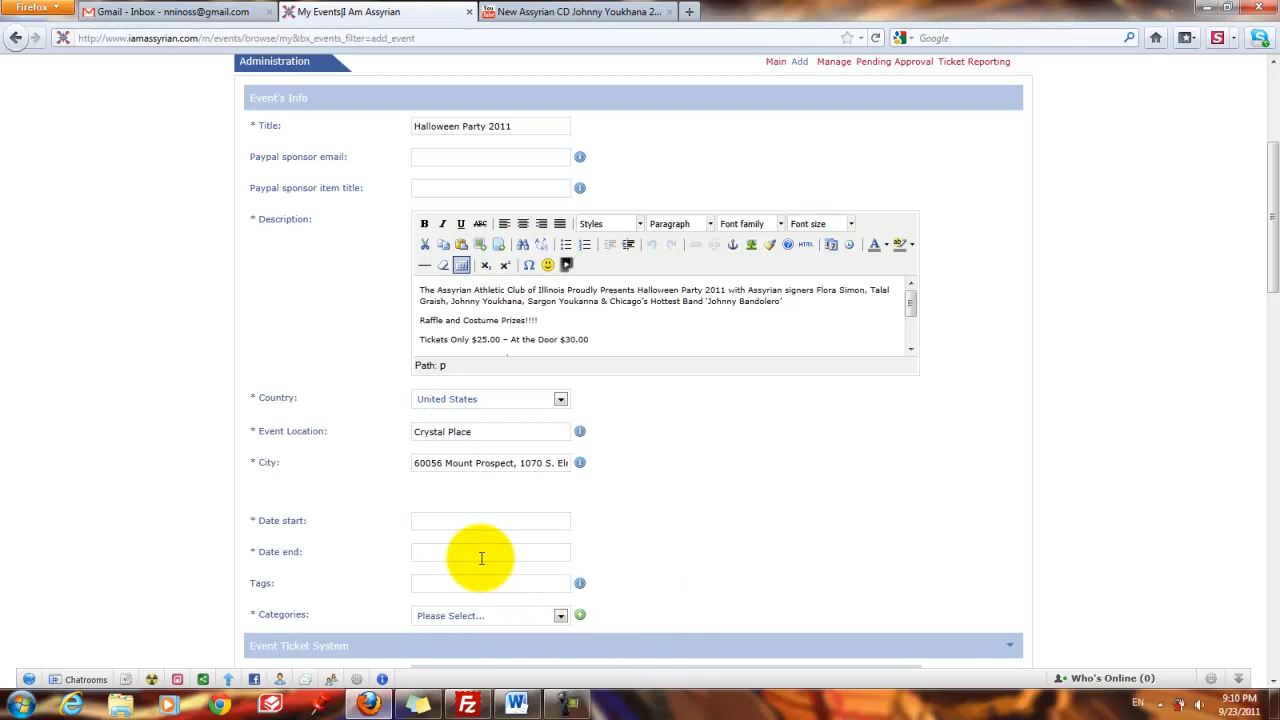 Firefox
Gmail - Inbox - nninoss@gmail.com
My Events|I Am Assyrian
New Assyrian CD Johnny Youkhana 2...
http://www.iamassyrian.com/m/events/browse/my&bx_events_filter=add_event
Google
Administration
Main Add Manage Pending Approval Ticket Reporting
Event's Info
* Title:
Halloween Party 2011
Paypal sponsor email:
Paypal sponsor item title:
* Description:
B I U ABC Styles Paragraph Font family Font size
HTML
The Assyrian Athletic Club of Illinois Proudly Presents Halloween Party 2011 with Assyrian signers Flora Simon, Talal
Graish, Johnny Youkhana, Sargon Youkanna & Chicago's Hottest Band 'Johnny Bandolero'
Raffle and Costume Prizes!!!!
Tickets Only $25.00 – At the Door $30.00
Path: p
* Country:
United States
* Event Location:
Crystal Place
* City:
60056 Mount Prospect, 1070 S. Elm
* Date start:
* Date end:
Tags:
* Categories:
Please Select...
Event Ticket System
Chatrooms
Who's Online (0)
EN
9:10 PM
9/23/2011